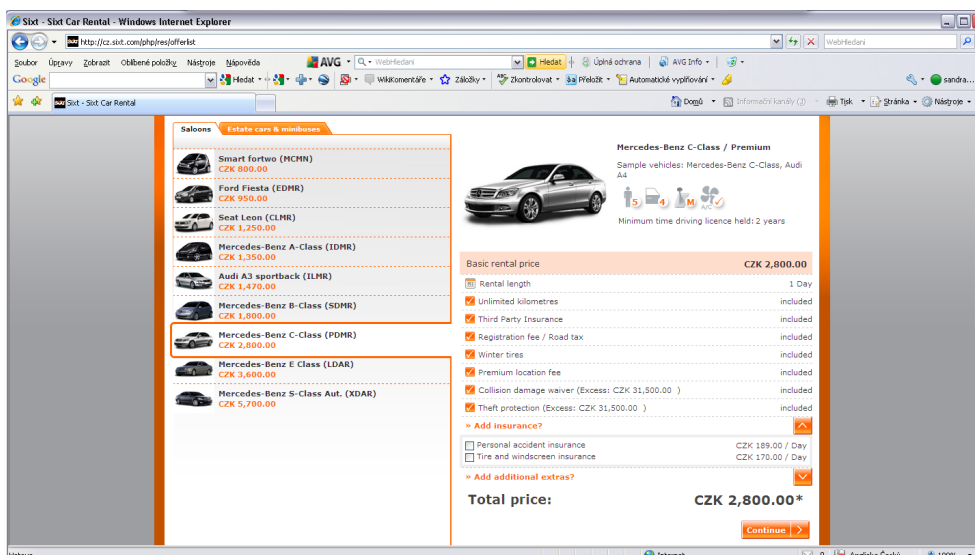 Sixt - Sixt Car Rental - Windows Internet Explorer
http://cz.sixt.com/php/res/offerlist
WebHledani
Soubor Úpravy Zobrazit Oblíbené položky Nástroje Nápověda
AVG WebHledani Hledat Úplná ochrana AVG Info
Google Hledat WikiKomentáře Záložky Zkontrolovat Přeložit Automatické vyplňování sandra...
Sixt - Sixt Car Rental
Domů Informační kanály (J) Tisk Stránka Nástroje
Saloons Estate cars & minibuses
Smart fortwo (MCMN)
CZK 800.00
Ford Fiesta (EDMR)
CZK 950.00
Seat Leon (CLMR)
CZK 1,250.00
Mercedes-Benz A-Class (IDMR)
CZK 1,350.00
Audi A3 sportback (ILMR)
CZK 1,470.00
Mercedes-Benz B-Class (SDMR)
CZK 1,800.00
Mercedes-Benz C-Class (PDMR)
CZK 2,800.00
Mercedes-Benz E Class (LDAR)
CZK 3,600.00
Mercedes-Benz S-Class Aut. (XDAR)
CZK 5,700.00
Mercedes-Benz C-Class / Premium
Sample vehicles: Mercedes-Benz C-Class, Audi
A4
5 4 M A/C
Minimum time driving licence held: 2 years
Basic rental price CZK 2,800.00
Rental length 1 Day
Unlimited kilometres included
Third Party Insurance included
Registration fee / Road tax included
Winter tires included
Premium location fee included
Collision damage waiver (Excess: CZK 31,500.00 ) included
Theft protection (Excess: CZK 31,500.00 ) included
» Add insurance?
Personal accident insurance CZK 189.00 / Day
Tire and windscreen insurance CZK 170.00 / Day
» Add additional extras?
Total price: CZK 2,800.00*
Continue
Hotovo Internet 100%